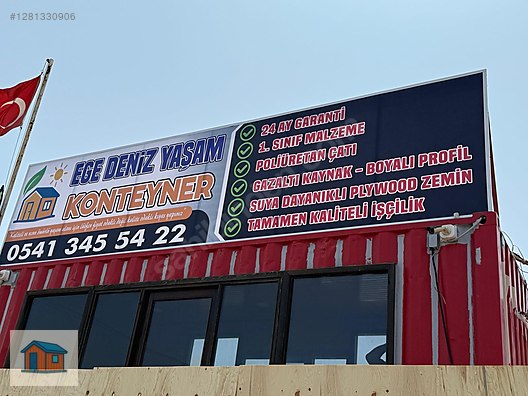 #1281330906
EGE DENİZ YAŞAM
KONTEYNER
0541 345 54 22
24 AY GARANTİ
1. SINIF MALZEME
POLİÜRETAN ÇATI
GAZALTI KAYNAK - BOYALI PROFİL
SUYA DAYANIKLI PLYWOOD ZEMİN
TAMAMEN KALİTELİ İŞÇİLİK